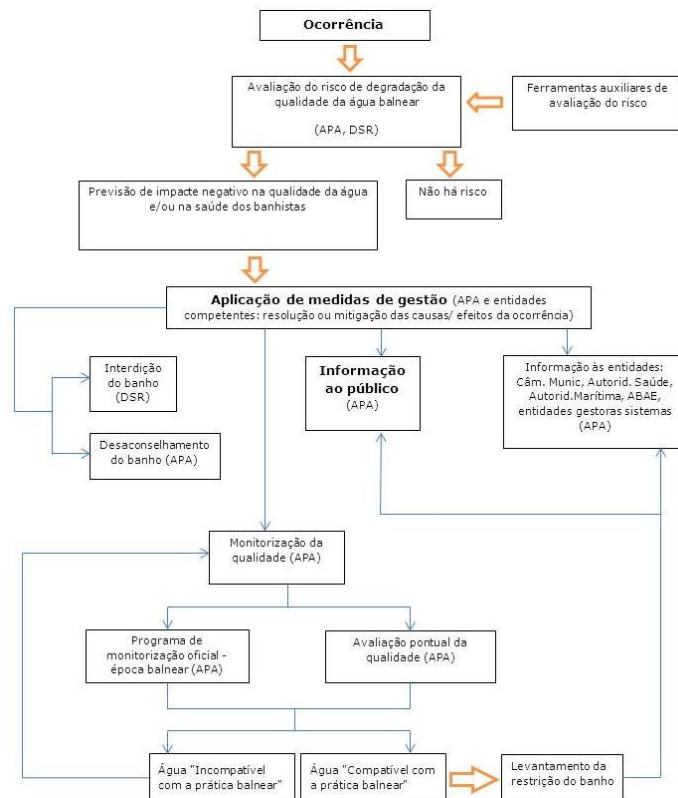 Ocorrência
Avaliação do risco de degradação da
qualidade da água balnear
(APA, DSR)
Ferramentas auxiliares de
avaliação do risco
Previsão de impacte negativo na qualidade da água
e/ou na saúde dos banhistas
Não há risco
Aplicação de medidas de gestão (APA e entidades
competentes: resolução ou mitigação das causas/ efeitos da ocorrência)
Interdição
do banho
(DSR)
Desaconselhamento
do banho (APA)
Informação
ao público
(APA)
Informação às entidades:
Câm. Munic, Autorid. Saúde,
Autorid.Marítima, ABAE,
entidades gestoras sistemas
(APA)
Monitorização da
qualidade (APA)
Programa de
monitorização oficial -
época balnear (APA)
Avaliação pontual da
qualidade (APA)
Água "Incompatível
com a prática balnear"
Água "Compatível com
a prática balnear"
Levantamento da
restrição do banho